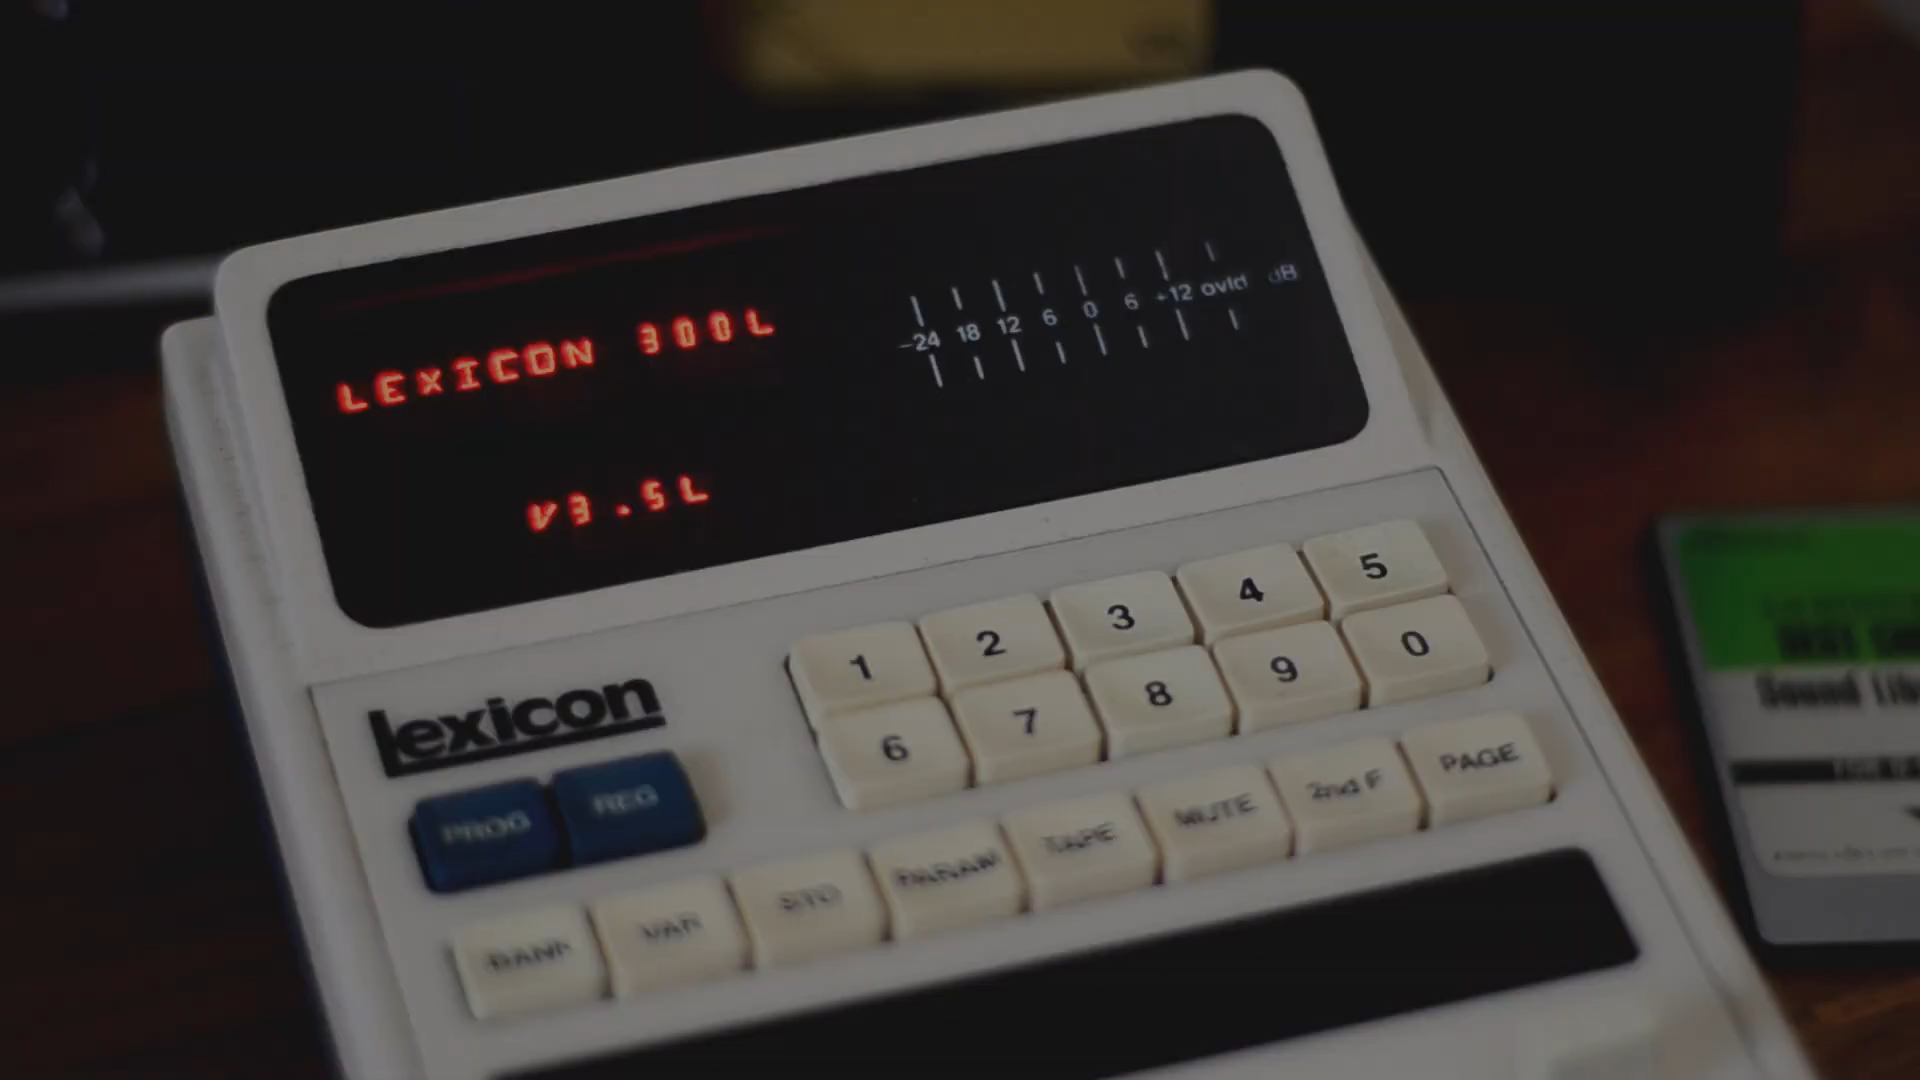 LEXICON 300L
-24 18 12 6 0 6 +12 ovld dB
V3.5L
lexicon
1 2 3 4 5
6 7 8 9 0
PROG REG
BANK VAR STO PARAM TAPE MUTE 2nd F PAGE
Sound